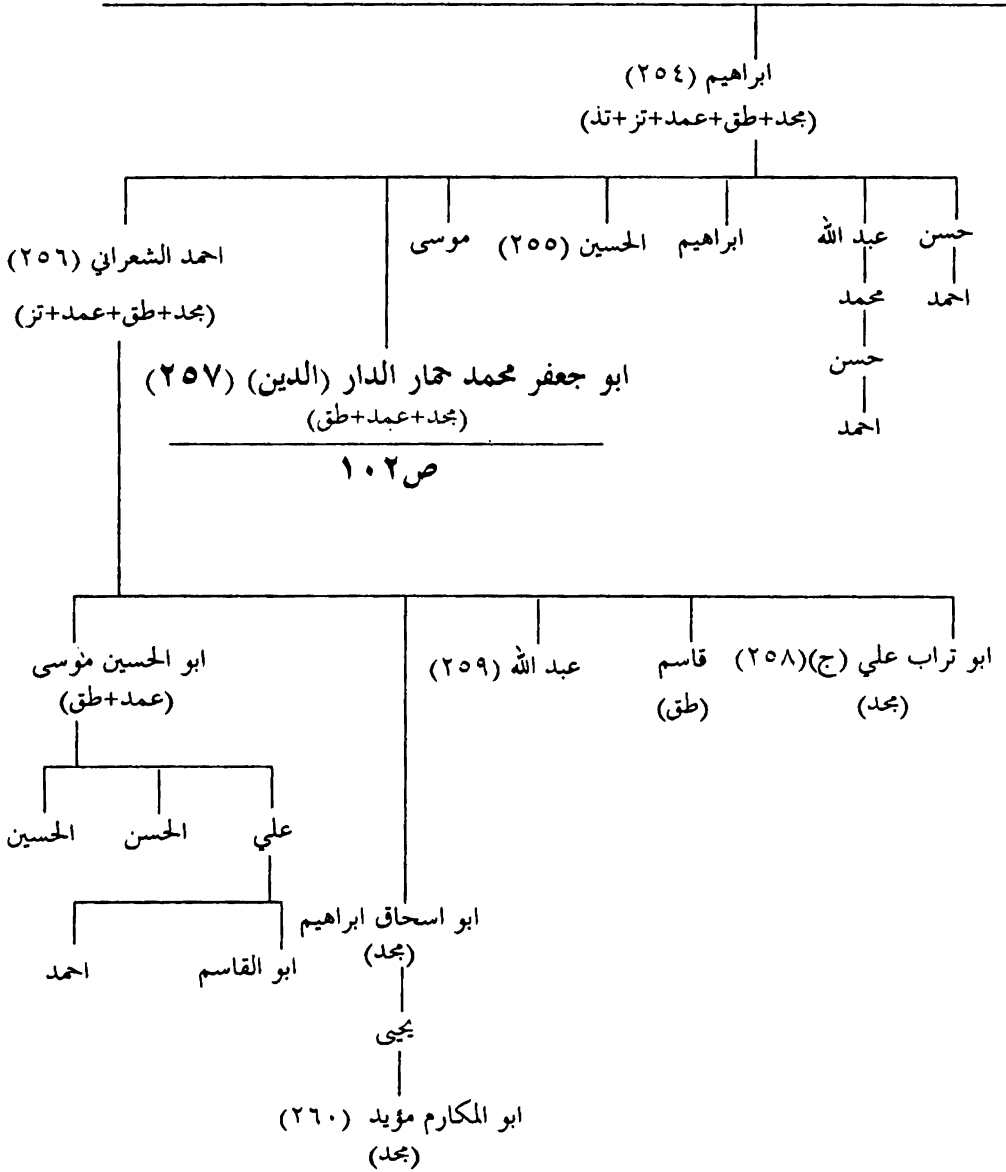 ابراهيم (٢٥٤)
(مجد+طق+عمد+تز+تذ)
حسن
عبد الله
ابراهيم
الحسين (٢٥٥)
موسى
احمد الشعراني (٢٥٦)
(مجد+طق+عمد+تز)
احمد
محمد
حسن
احمد
ابو جعفر محمد حمار الدار (الدين) (٢٥٧)
(مجد+عمد+طق)
ص١٠٢
ابو تراب علي (ج)(٢٥٨)
(مجد)
قاسم
(طق)
عبد الله (٢٥٩)
ابو الحسين موسى
(عمد+طق)
علي
الحسن
الحسين
ابو اسحاق ابراهيم
(مجد)
ابو القاسم
احمد
يحيى
ابو المكارم مؤيد (٢٦٠)
(مجد)